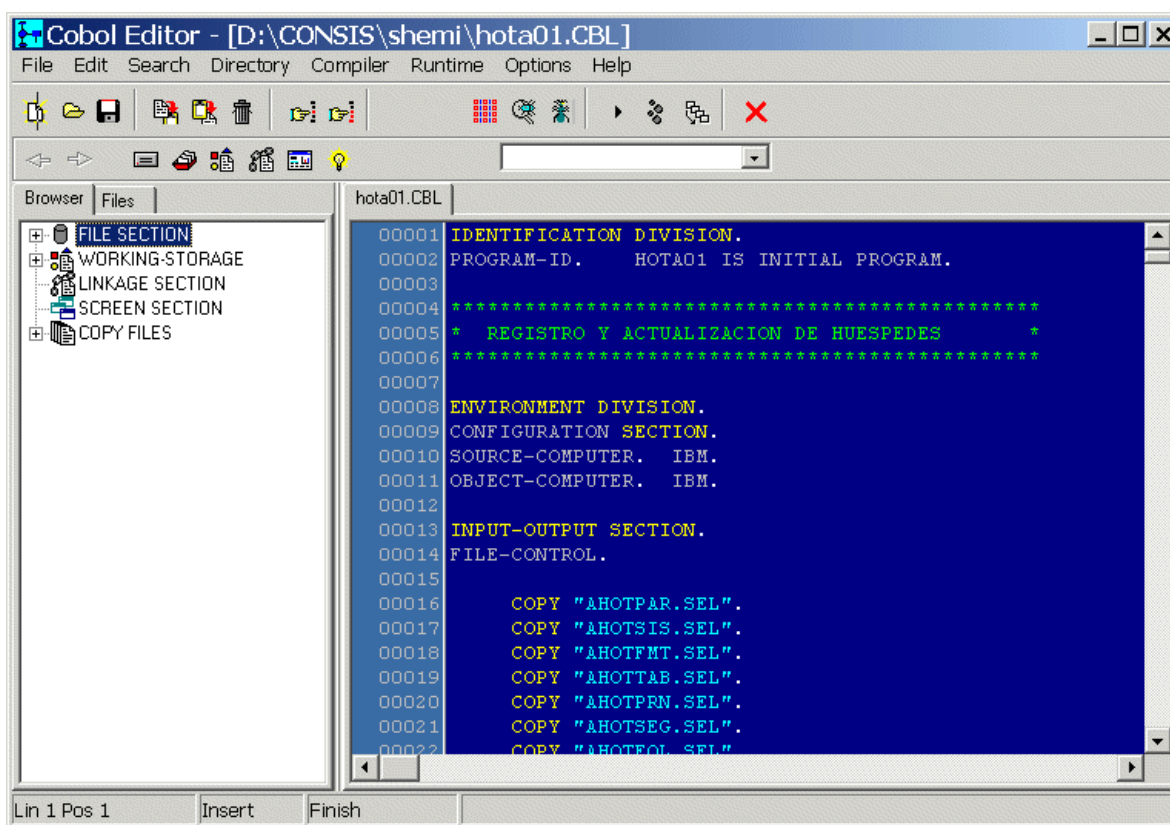 Cobol Editor - [D:\CONSIS\shemi\hota01.CBL]
File Edit Search Directory Compiler Runtime Options Help
Browser Files
FILE SECTION
WORKING-STORAGE
LINKAGE SECTION
SCREEN SECTION
COPY FILES
hota01.CBL
00001 IDENTIFICATION DIVISION.
00002 PROGRAM-ID.    HOTA01 IS INITIAL PROGRAM.
00003
00004 ************************************************
00005 *  REGISTRO Y ACTUALIZACION DE HUESPEDES       *
00006 ************************************************
00007
00008 ENVIRONMENT DIVISION.
00009 CONFIGURATION SECTION.
00010 SOURCE-COMPUTER.  IBM.
00011 OBJECT-COMPUTER.  IBM.
00012
00013 INPUT-OUTPUT SECTION.
00014 FILE-CONTROL.
00015
00016      COPY "AHOTPAR.SEL".
00017      COPY "AHOTSIS.SEL".
00018      COPY "AHOTFMT.SEL".
00019      COPY "AHOTTAB.SEL".
00020      COPY "AHOTPRN.SEL".
00021      COPY "AHOTSEG.SEL".
00022      COPY
Lin 1 Pos 1 Insert Finish